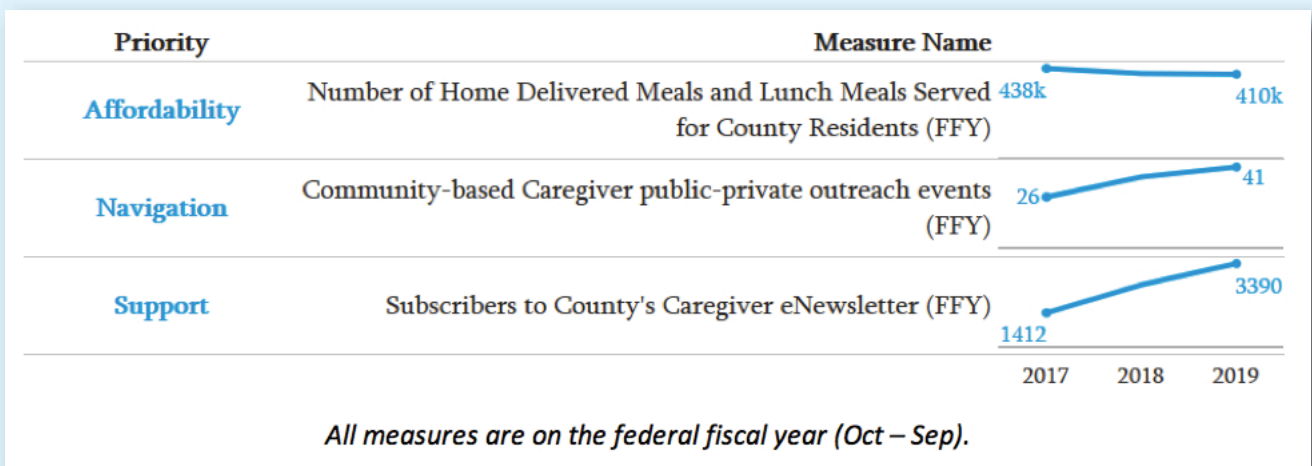 Priority Measure Name
Affordability
Number of Home Delivered Meals and Lunch Meals Served
for County Residents (FFY)
438k
410k
Navigation
Community-based Caregiver public-private outreach events
(FFY)
26
41
Support
Subscribers to County's Caregiver eNewsletter (FFY)
1412
3390
2017 2018 2019
All measures are on the federal fiscal year (Oct – Sep).